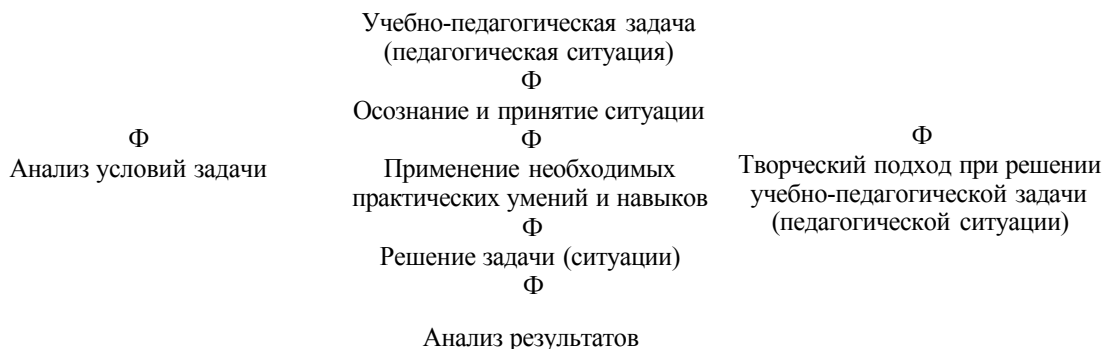 Учебно-педагогическая задача
(педагогическая ситуация)
Ф
Осознание и принятие ситуации
Ф
Анализ условий задачи
Ф
Применение необходимых
практических умений и навыков
Ф
Творческий подход при решении
учебно-педагогической задачи
(педагогической ситуации)
Ф
Решение задачи (ситуации)
Ф
Анализ результатов